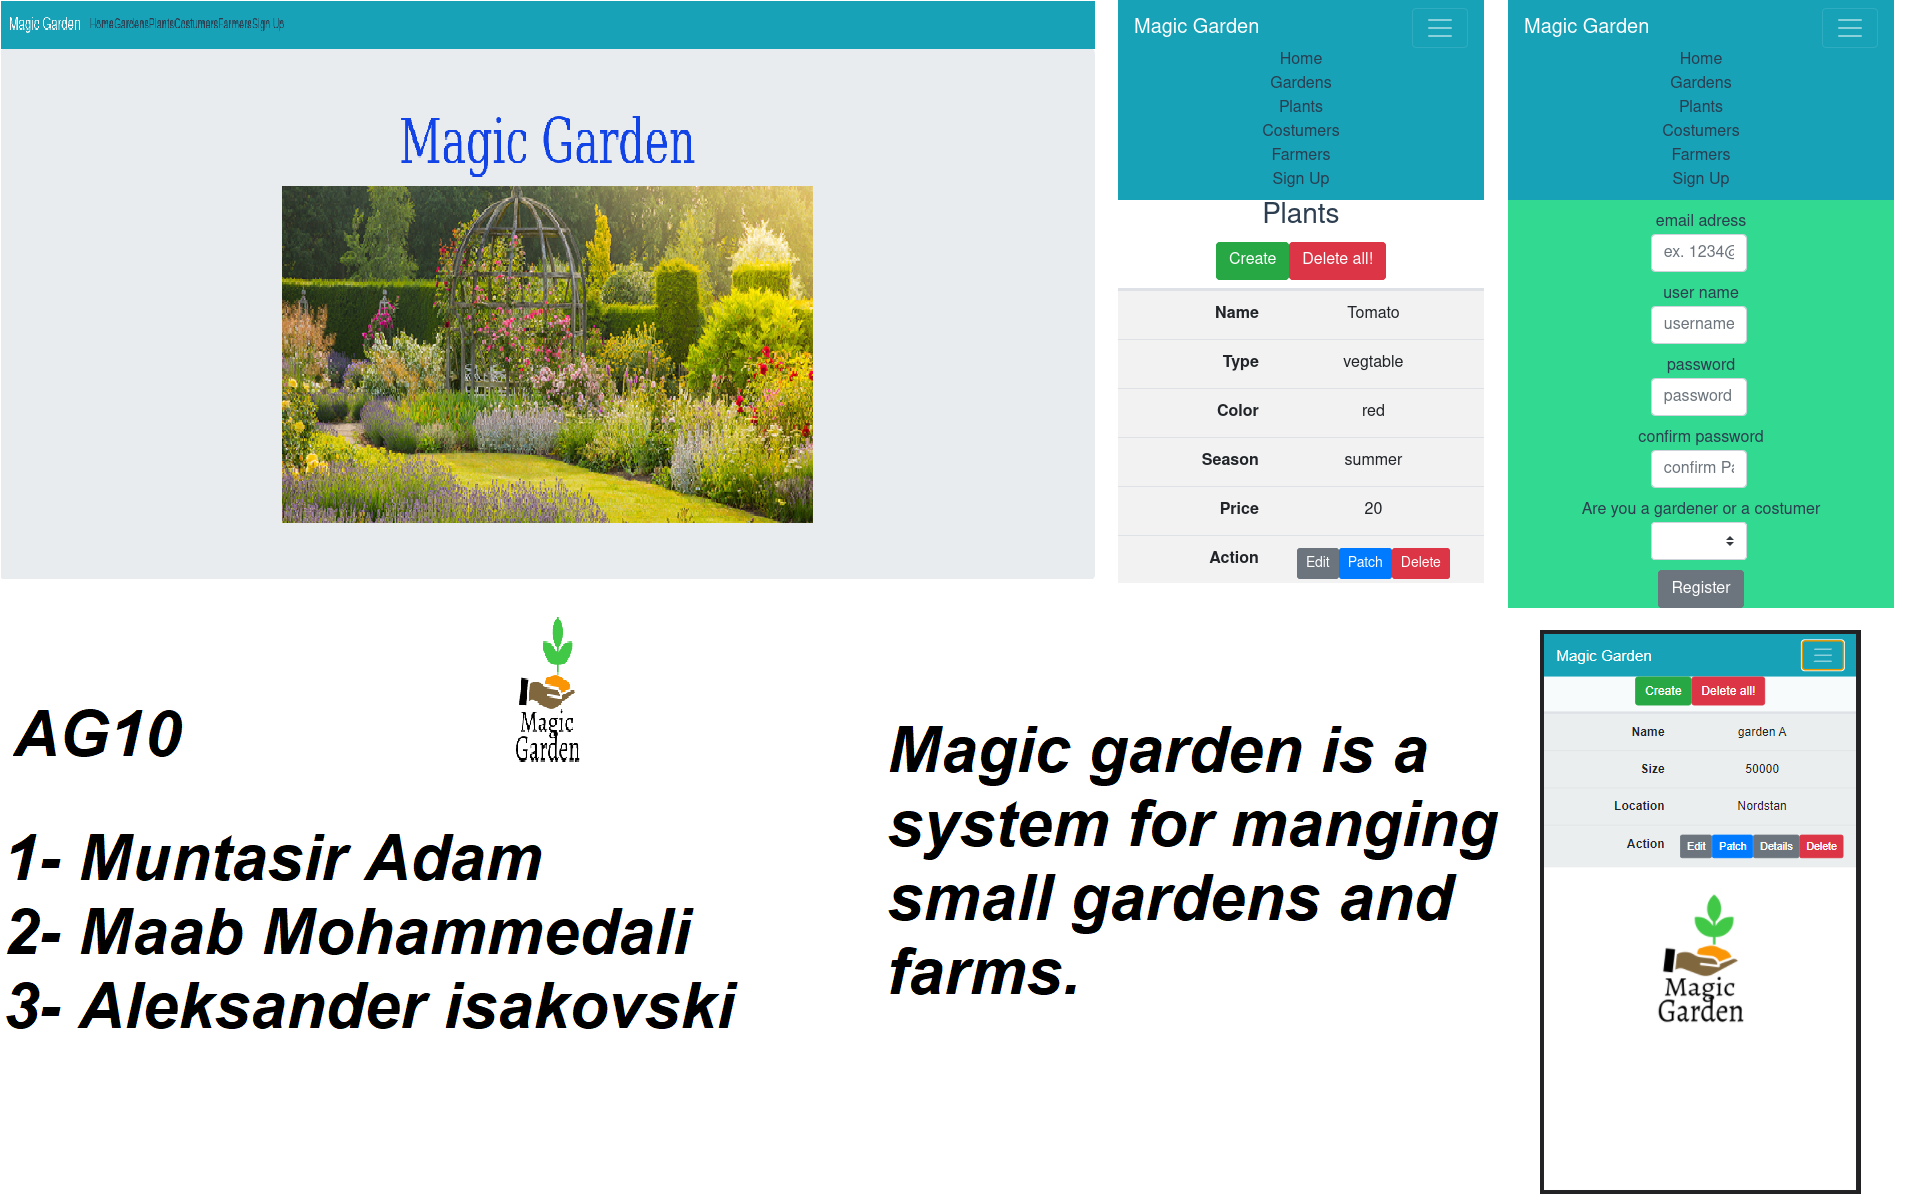 Magic Garden HomeGardensPlantsCostumersFarmersSign Up
Magic Garden
Magic Garden
Home
Gardens
Plants
Costumers
Farmers
Sign Up
Plants
Create Delete all!
Name Tomato
Type vegtable
Color red
Season summer
Price 20
Action Edit Patch Delete
Magic Garden
Home
Gardens
Plants
Costumers
Farmers
Sign Up
email adress
ex. 1234@
user name
username
password
password
confirm password
confirm Pa
Are you a gardener or a costumer
Register
AG10
Magic
Garden
1- Muntasir Adam
2- Maab Mohammedali
3- Aleksander isakovski
Magic garden is a
system for manging
small gardens and
farms.
Magic Garden
Create Delete all!
Name garden A
Size 50000
Location Nordstan
Action Edit Patch Details Delete
Magic
Garden